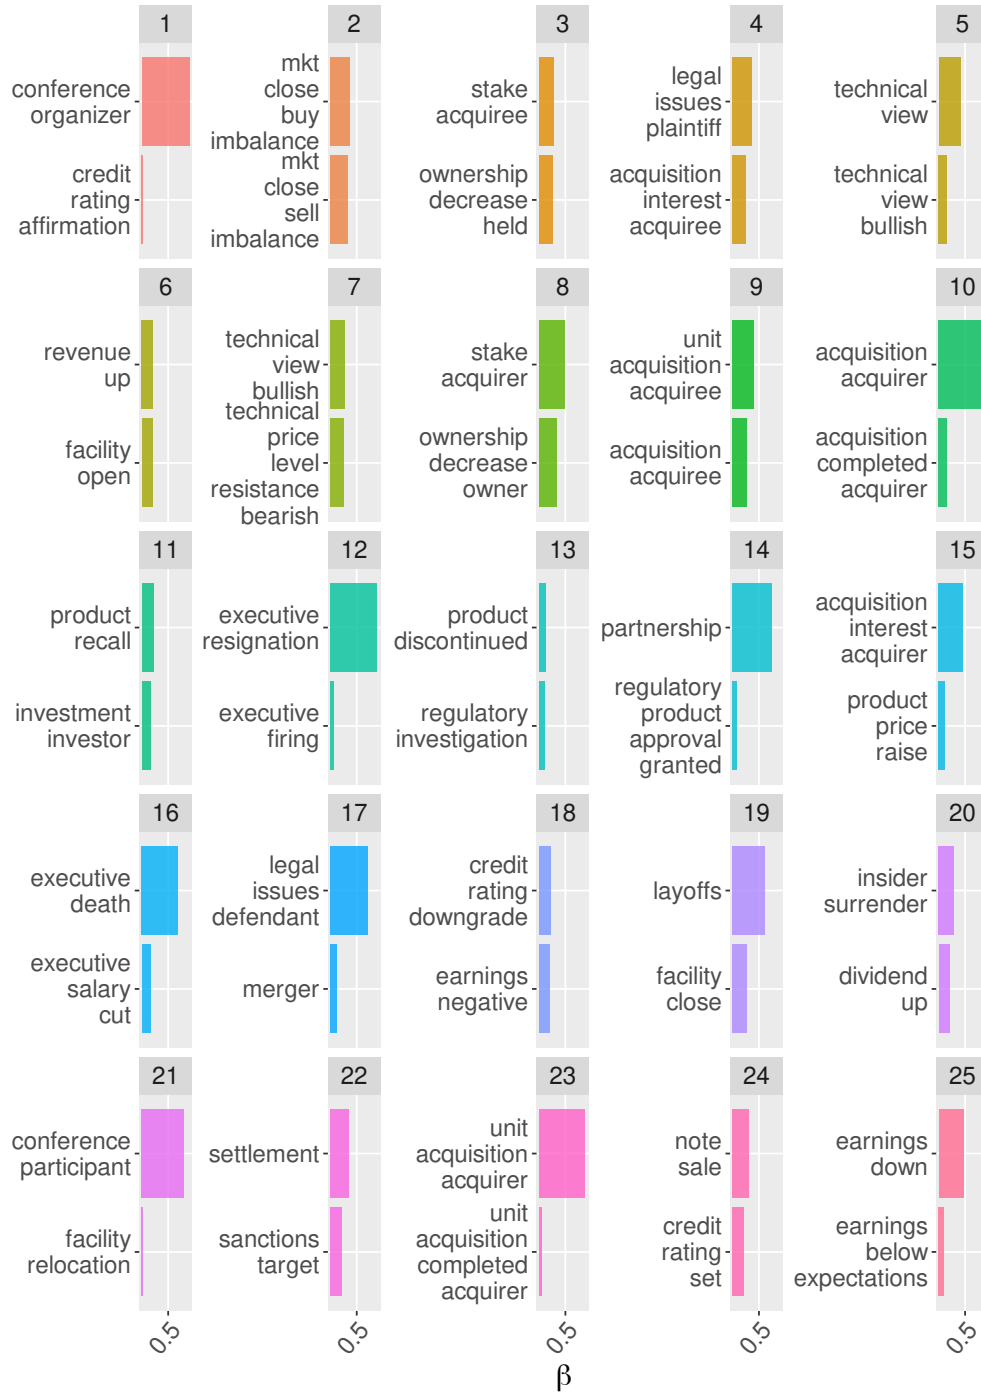 1
2
3
4
5
conference
organizer
credit
rating
affirmation
mkt
close
buy
imbalance
mkt
close
sell
imbalance
stake
acquiree
ownership
decrease
held
legal
issues
plaintiff
acquisition
interest
acquiree
technical
view
technical
view
bullish
6
7
8
9
10
revenue
up
facility
open
technical
view
bullish
technical
price
level
resistance
bearish
stake
acquirer
ownership
decrease
owner
unit
acquisition
acquiree
acquisition
acquiree
acquisition
acquirer
acquisition
completed
acquirer
11
12
13
14
15
product
recall
investment
investor
executive
resignation
executive
firing
product
discontinued
regulatory
investigation
partnership
regulatory
product
approval
granted
acquisition
interest
acquirer
product
price
raise
16
17
18
19
20
executive
death
executive
salary
cut
legal
issues
defendant
merger
credit
rating
downgrade
earnings
negative
layoffs
facility
close
insider
surrender
dividend
up
21
22
23
24
25
conference
participant
facility
relocation
settlement
sanctions
target
unit
acquisition
acquirer
unit
acquisition
completed
acquirer
note
sale
credit
rating
set
earnings
down
earnings
below
expectations
0.5
0.5
0.5
0.5
0.5
β